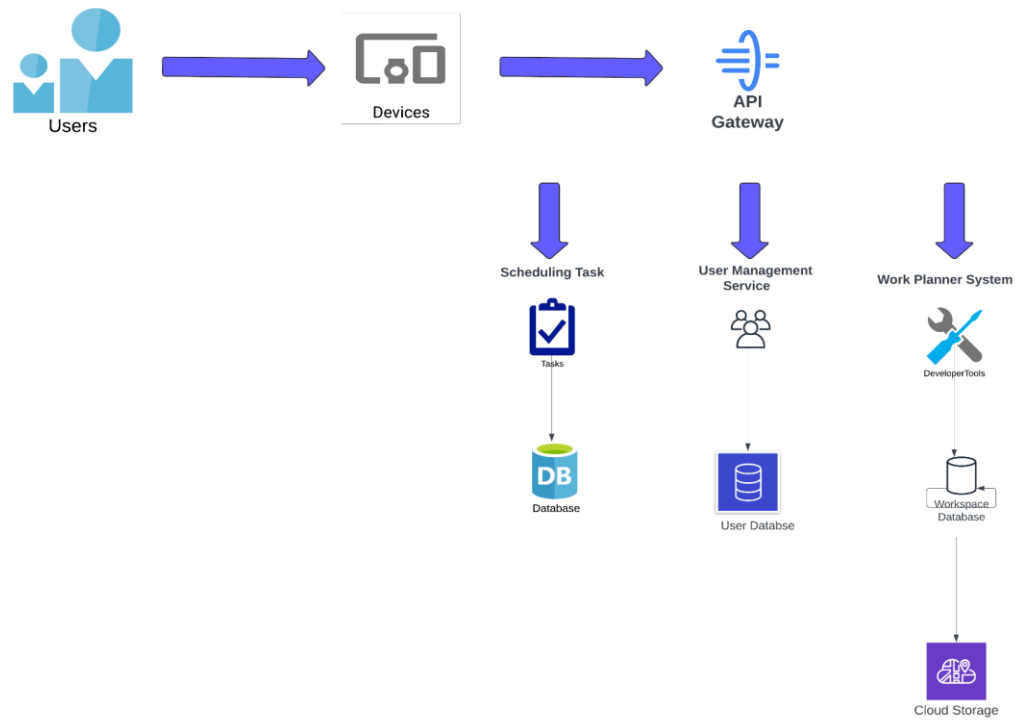 Users
Devices
API
Gateway
Scheduling Task
User Management
Service
Work Planner System
Tasks
DeveloperTools
DB
Database
User Databse
Workspace
Database
Cloud Storage